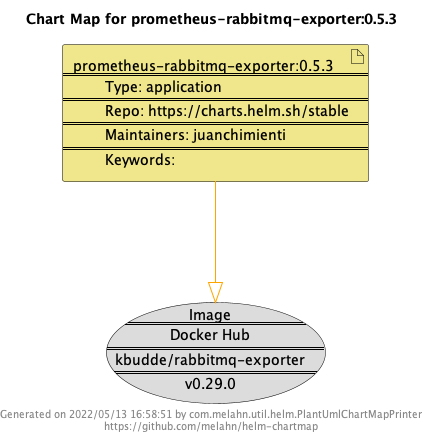 Chart Map for prometheus-rabbitmq-exporter:0.5.3
prometheus-rabbitmq-exporter:0.5.3
Type: application
Repo: https://charts.helm.sh/stable
Maintainers: juanchimienti
Keywords:
Image
Docker Hub
kbudde/rabbitmq-exporter
v0.29.0
Generated on 2022/05/13 16:58:51 by com.melahn.util.helm.PlantUmlChartMapPrinter
https://github.com/melahn/helm-chartmap